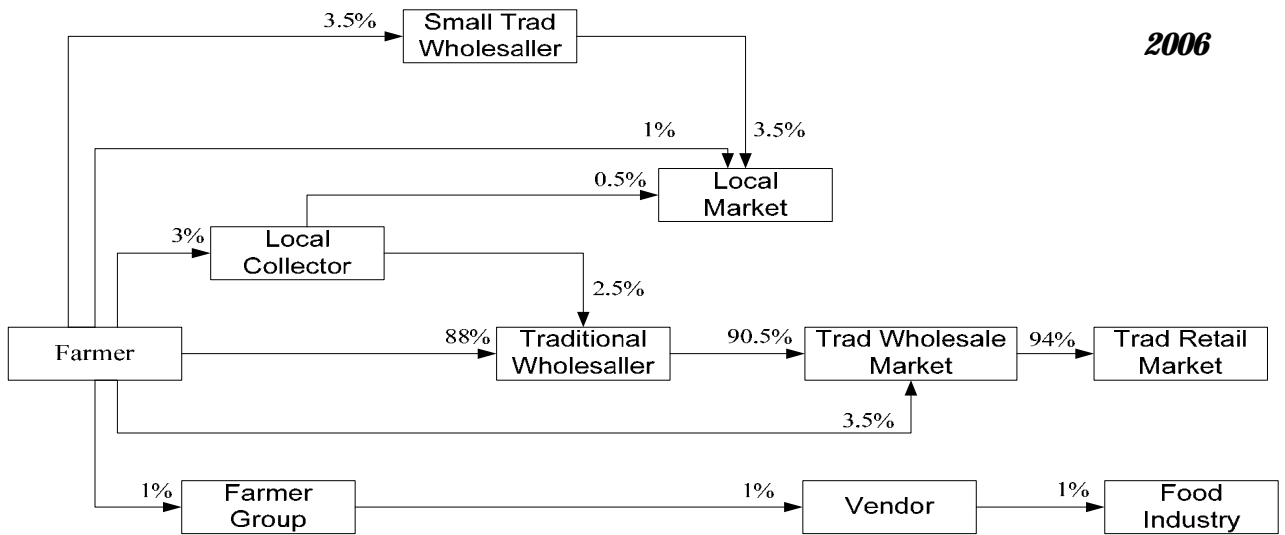 3.5%
Small Trad
Wholesaller
2006
1%
3.5%
0.5%
Local
Market
3%
Local
Collector
2.5%
Farmer
88%
Traditional
Wholesaller
90.5%
Trad Wholesale
Market
94%
Trad Retail
Market
3.5%
1%
Farmer
Group
1%
Vendor
1%
Food
Industry